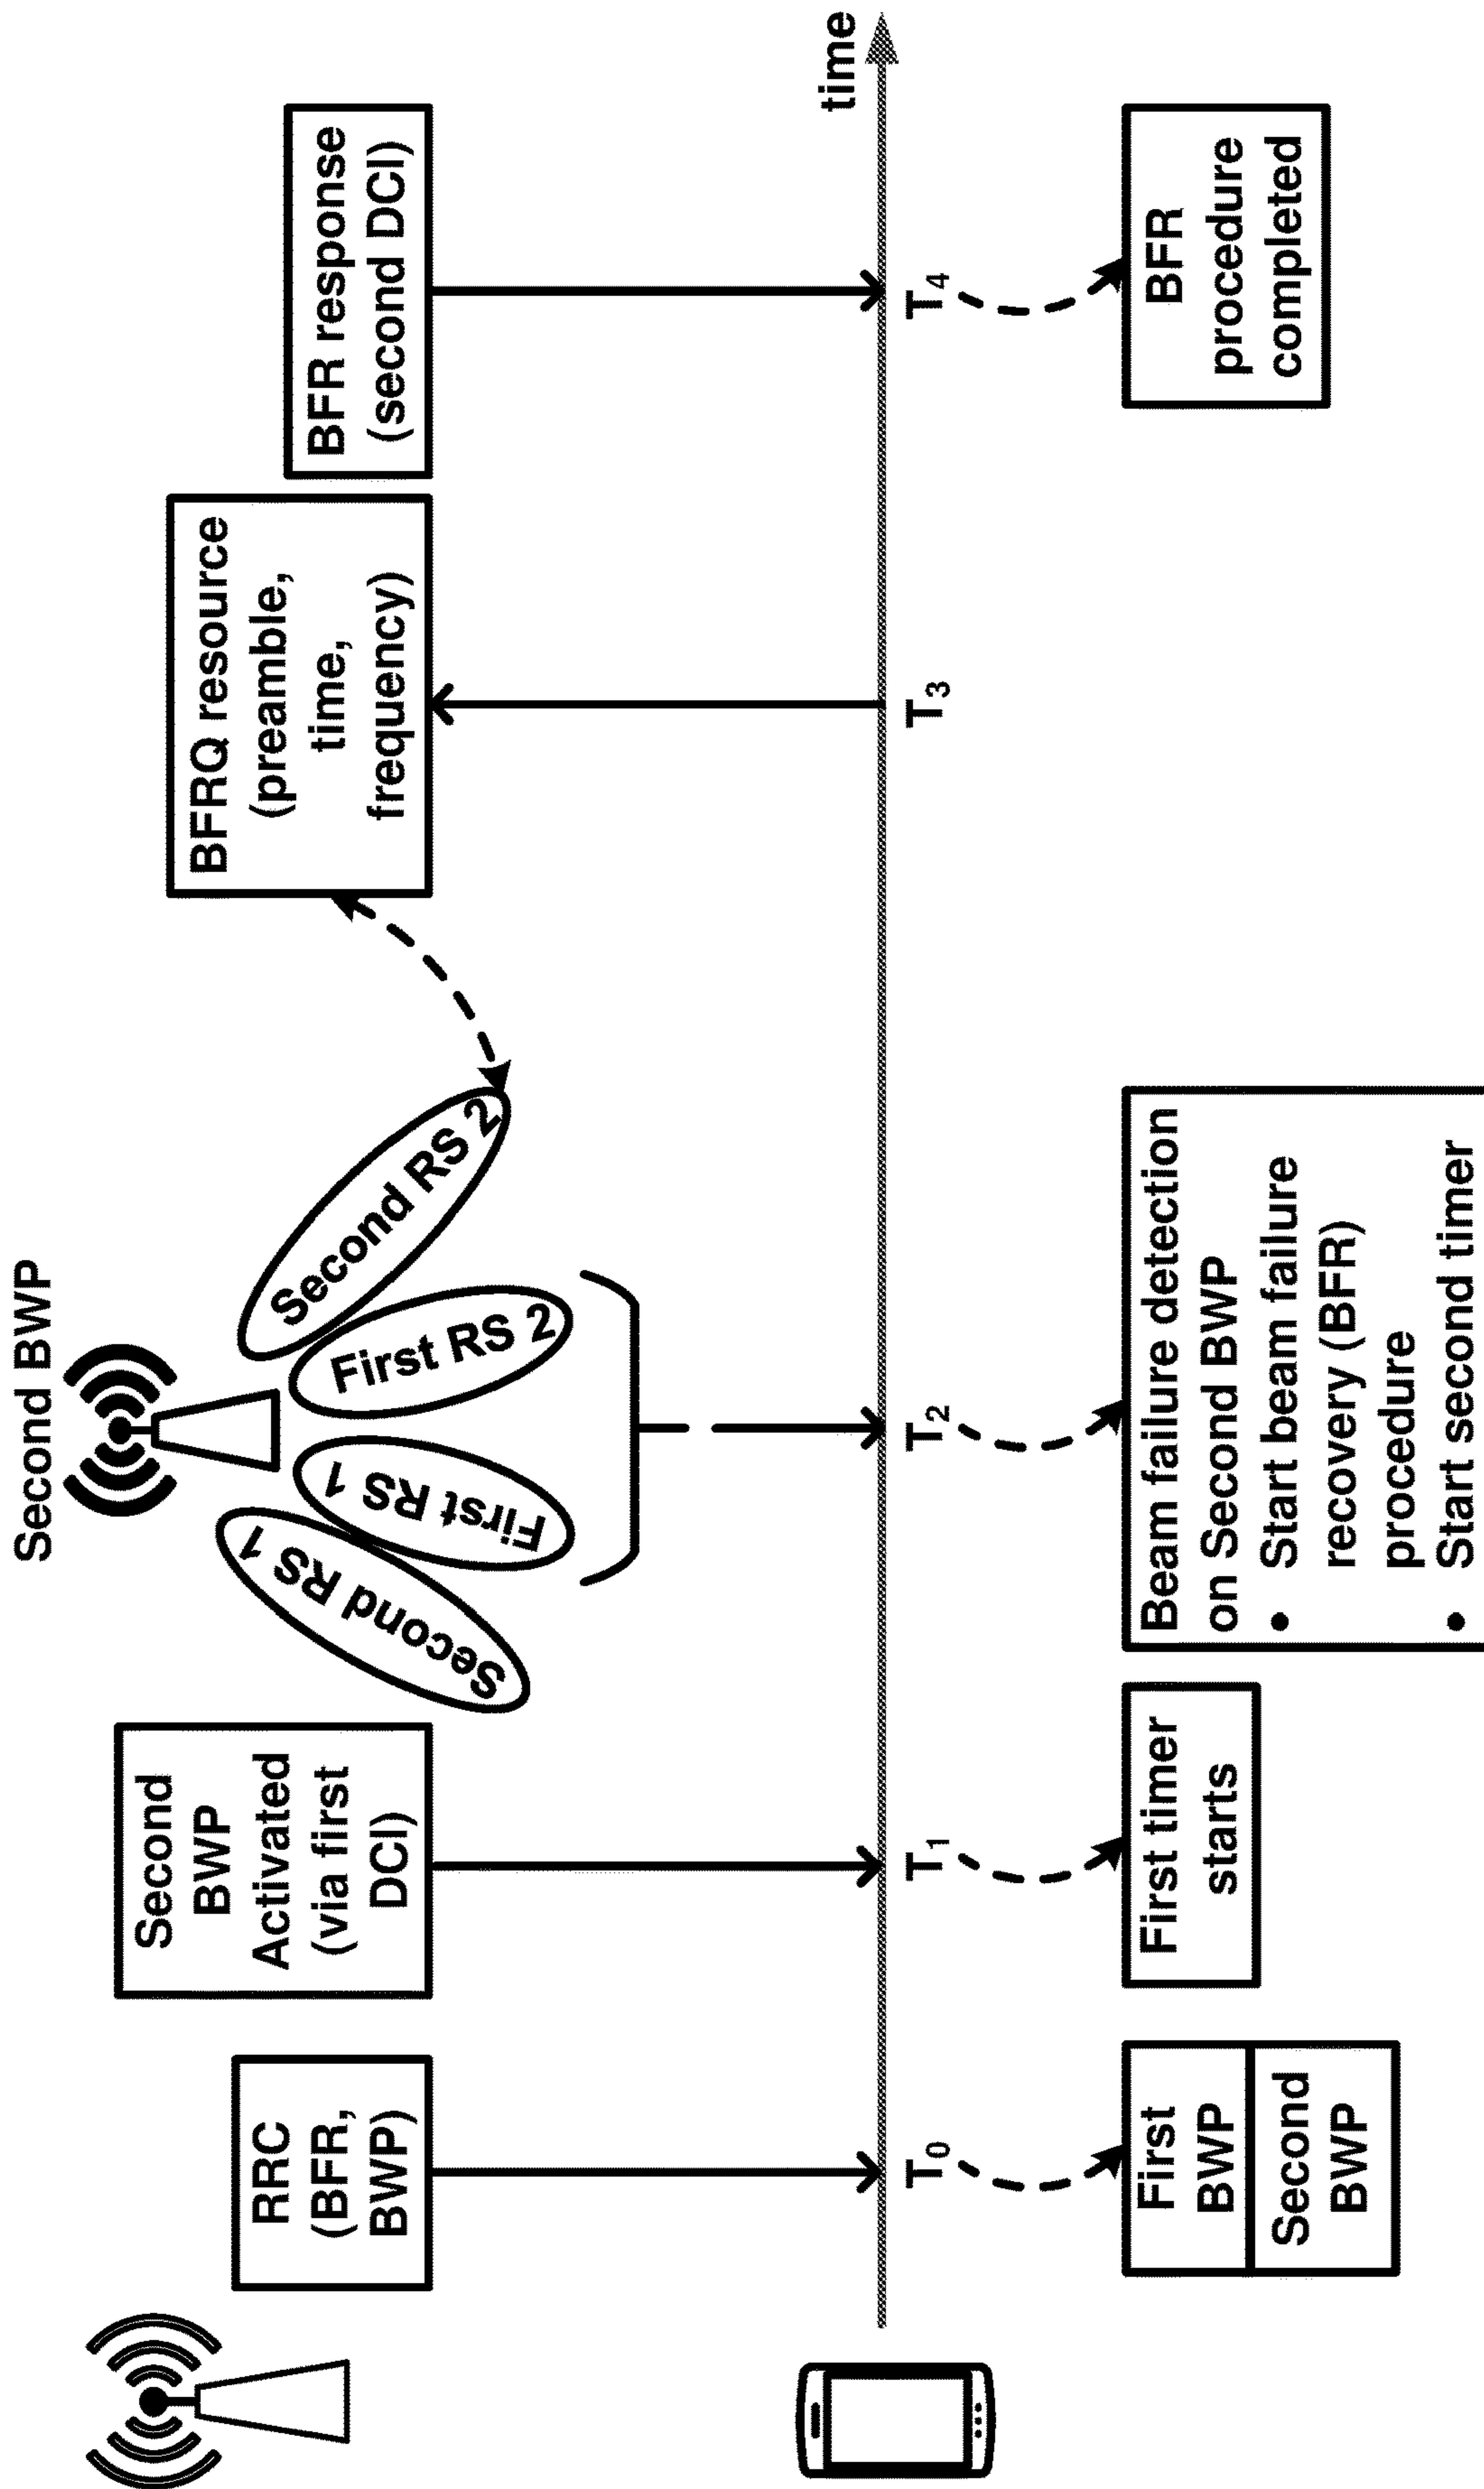 Second BWP
RRC
(BFR,
BWP)
Second
BWP
Activated
(via first
DCI)
Second RS 1
First RS 1
First RS 2
Second RS 2
BFRQ resource
(preamble,
time,
frequency)
BFR response
(second DCI)
time
T0
T1
T2
T3
T4
First
BWP
Second
BWP
First timer
starts
Beam failure detection
on Second BWP
• Start beam failure
recovery (BFR)
procedure
• Start second timer
BFR
procedure
completed